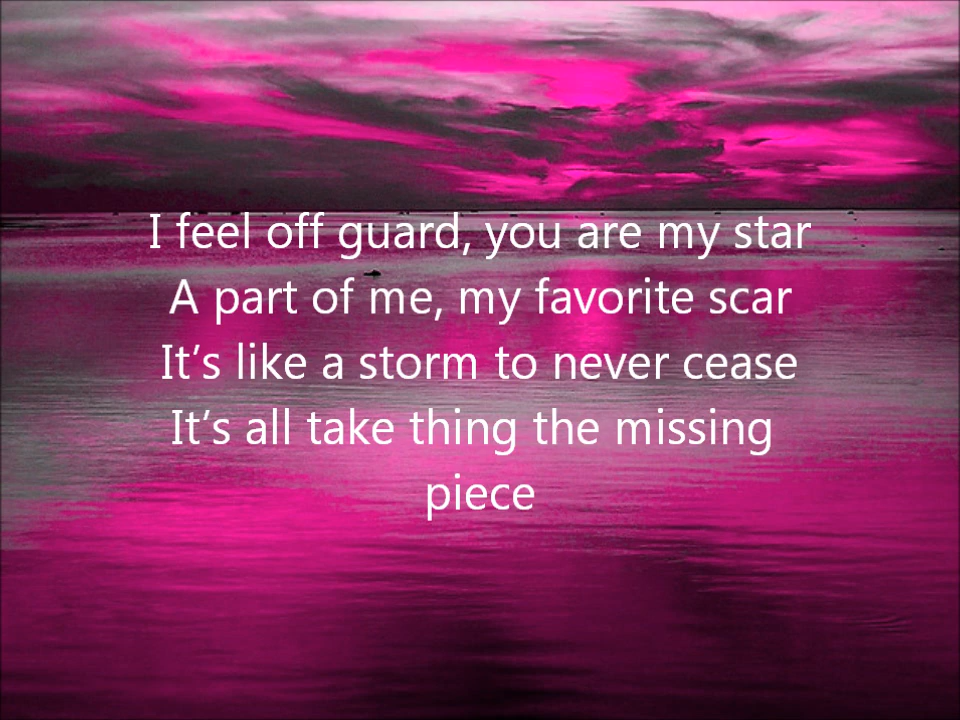 I feel off guard, you are my star
A part of me, my favorite scar
It’s like a storm to never cease
It’s all take thing the missing
piece